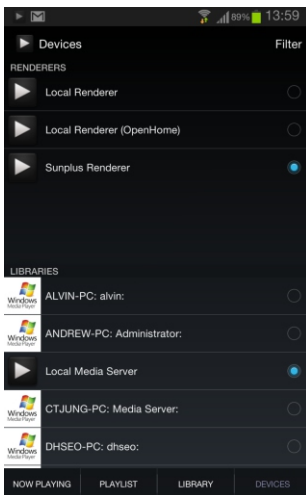 89% 13:59
Devices Filter
RENDERERS
Local Renderer
Local Renderer (OpenHome)
Sunplus Renderer
LIBRARIES
Windows Media Player ALVIN-PC: alvin:
Windows Media Player ANDREW-PC: Administrator:
Local Media Server
Windows Media Player CTJUNG-PC: Media Server:
Windows Media Player DHSEO-PC: dhseo:
NOW PLAYING PLAYLIST LIBRARY DEVICES